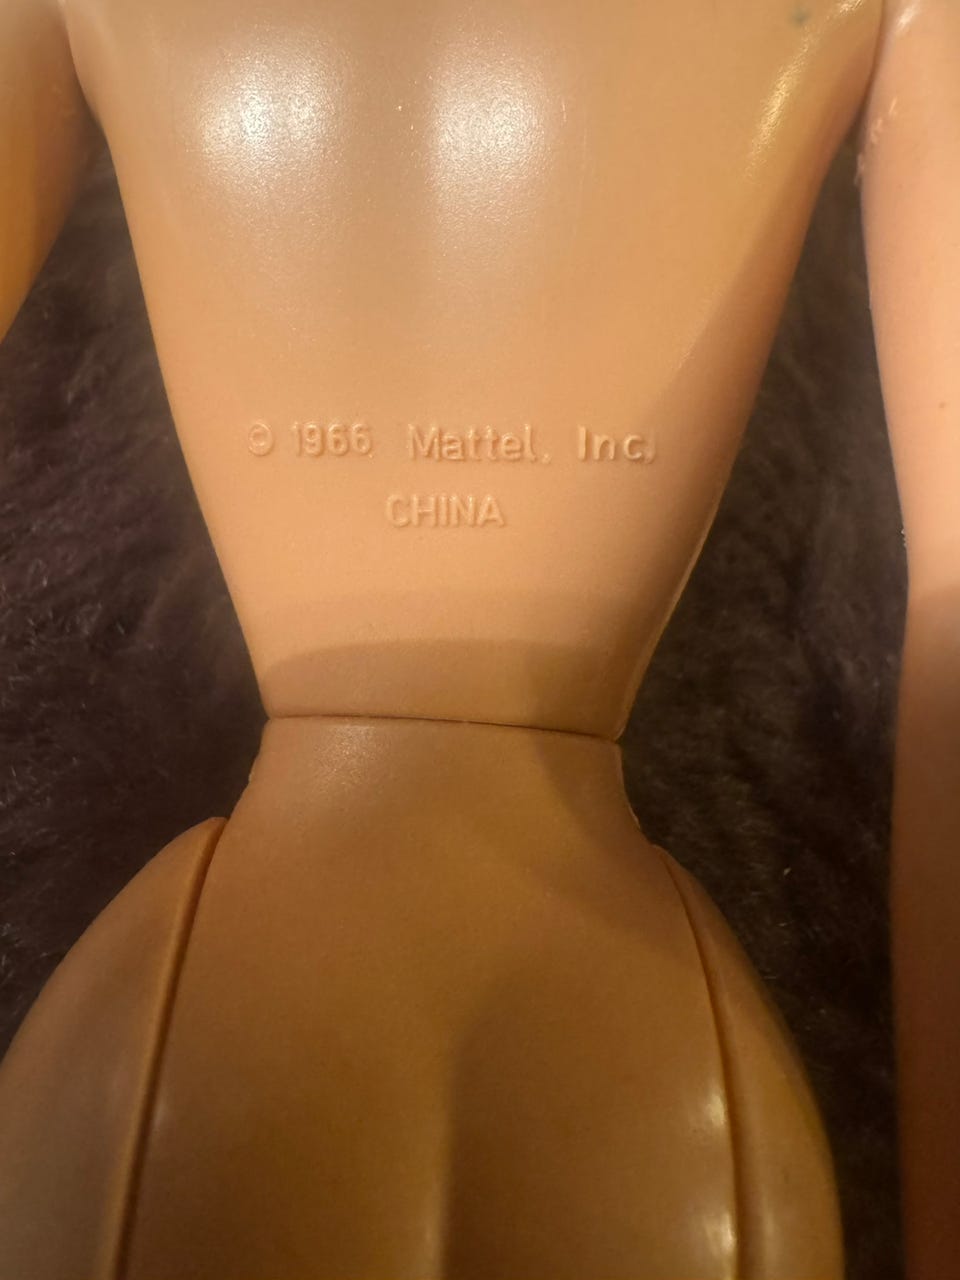 © 1966 Mattel, Inc,
CHINA